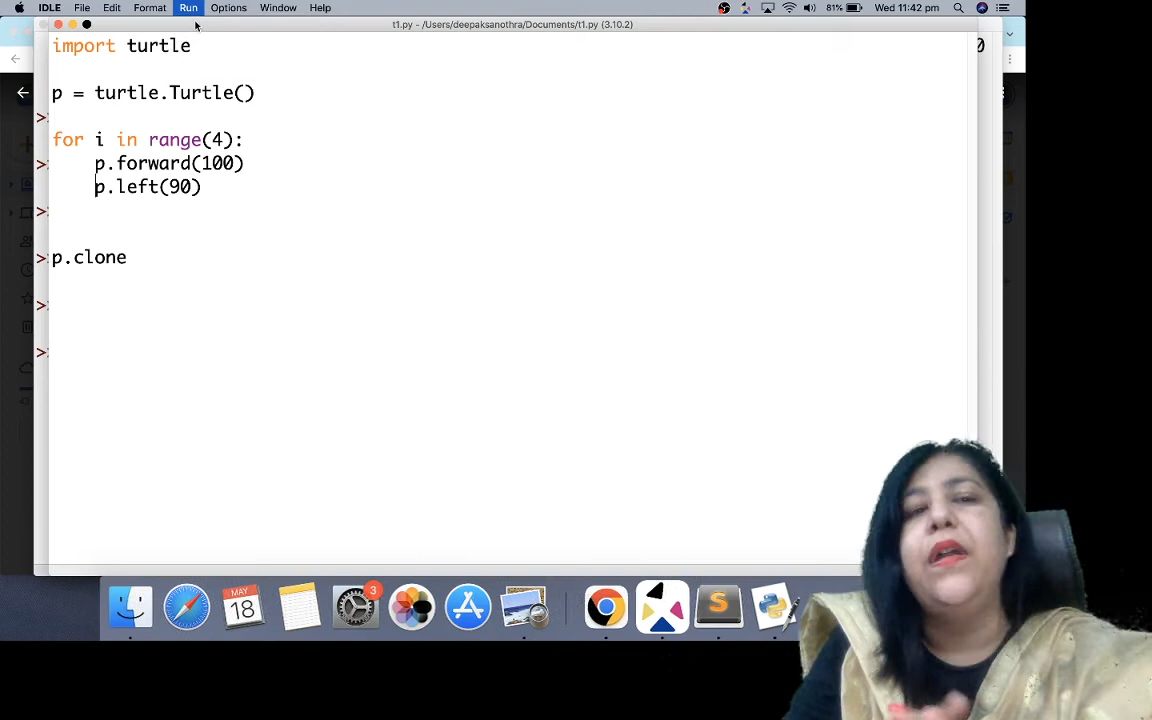 IDLE File Edit Format Run Options Window Help 81% Wed 11:42 pm
t1.py - /Users/deepaksanothra/Documents/t1.py (3.10.2)
import turtle
0
p = turtle.Turtle()
>
for i in range(4):
> p.forward(100)
p.left(90)
>
> p.clone
>
>
MAY
18
3
S